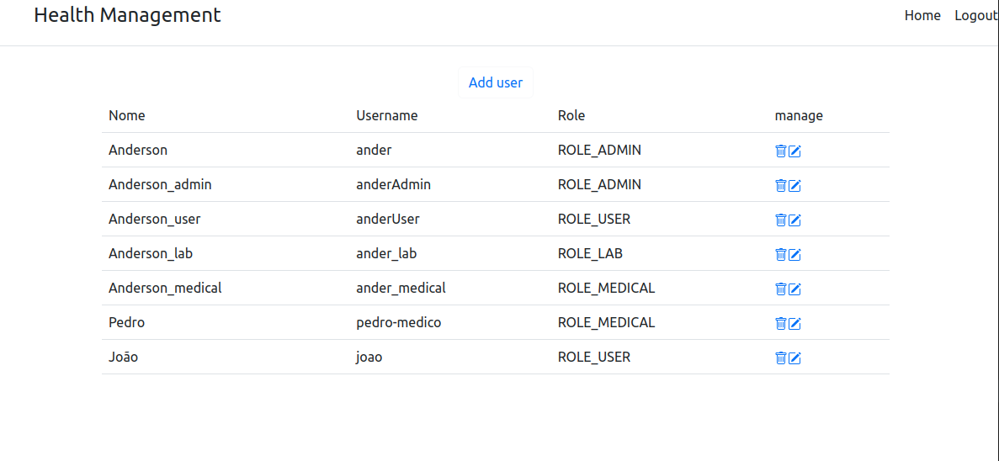 Health Management Home Logout
Add user
Nome Username Role manage
Anderson ander ROLE_ADMIN
Anderson_admin anderAdmin ROLE_ADMIN
Anderson_user anderUser ROLE_USER
Anderson_lab ander_lab ROLE_LAB
Anderson_medical ander_medical ROLE_MEDICAL
Pedro pedro-medico ROLE_MEDICAL
João joao ROLE_USER